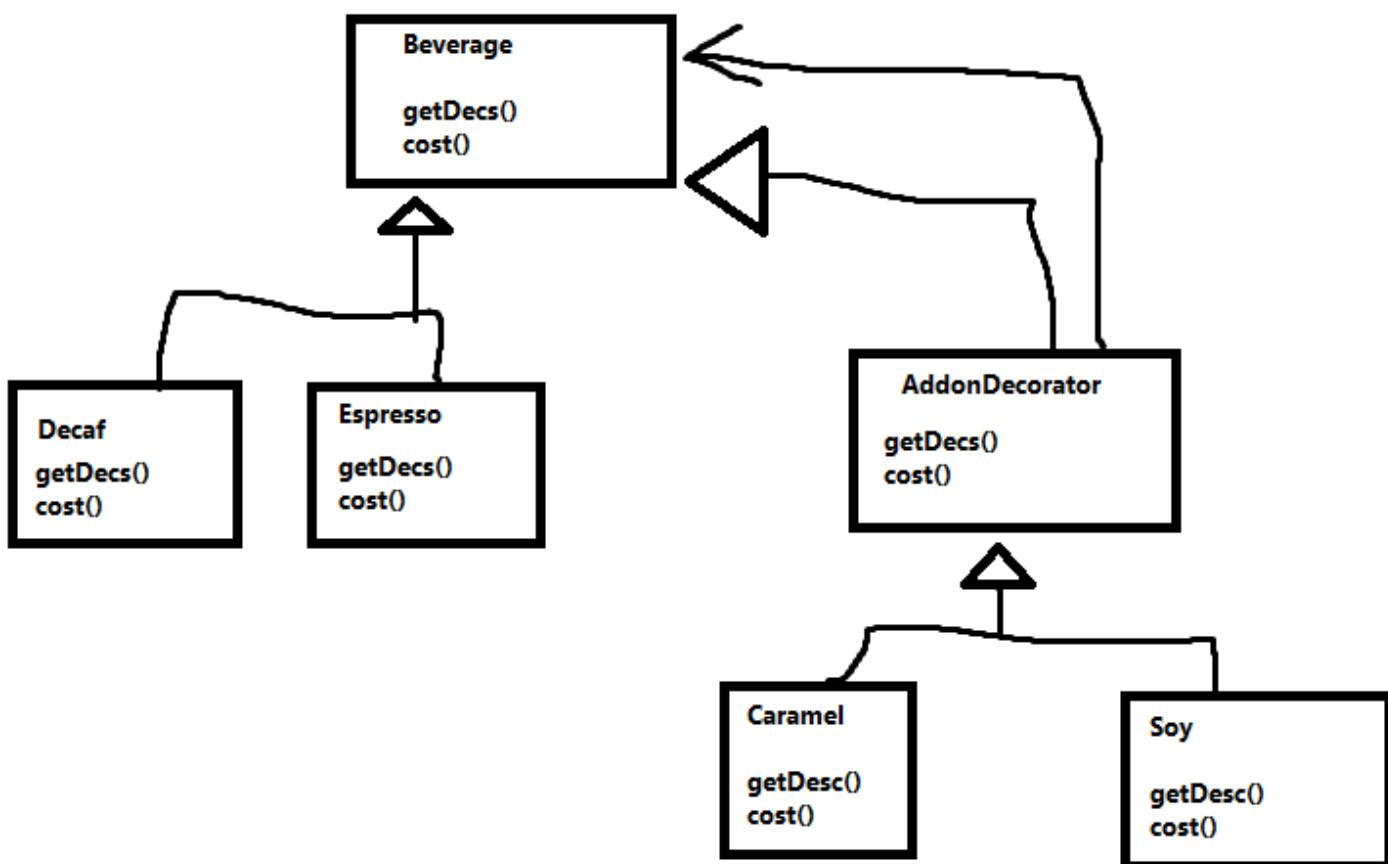 Beverage
getDecs()
cost()
Decaf
getDecs()
cost()
Espresso
getDecs()
cost()
AddonDecorator
getDecs()
cost()
Caramel
getDesc()
cost()
Soy
getDesc()
cost()